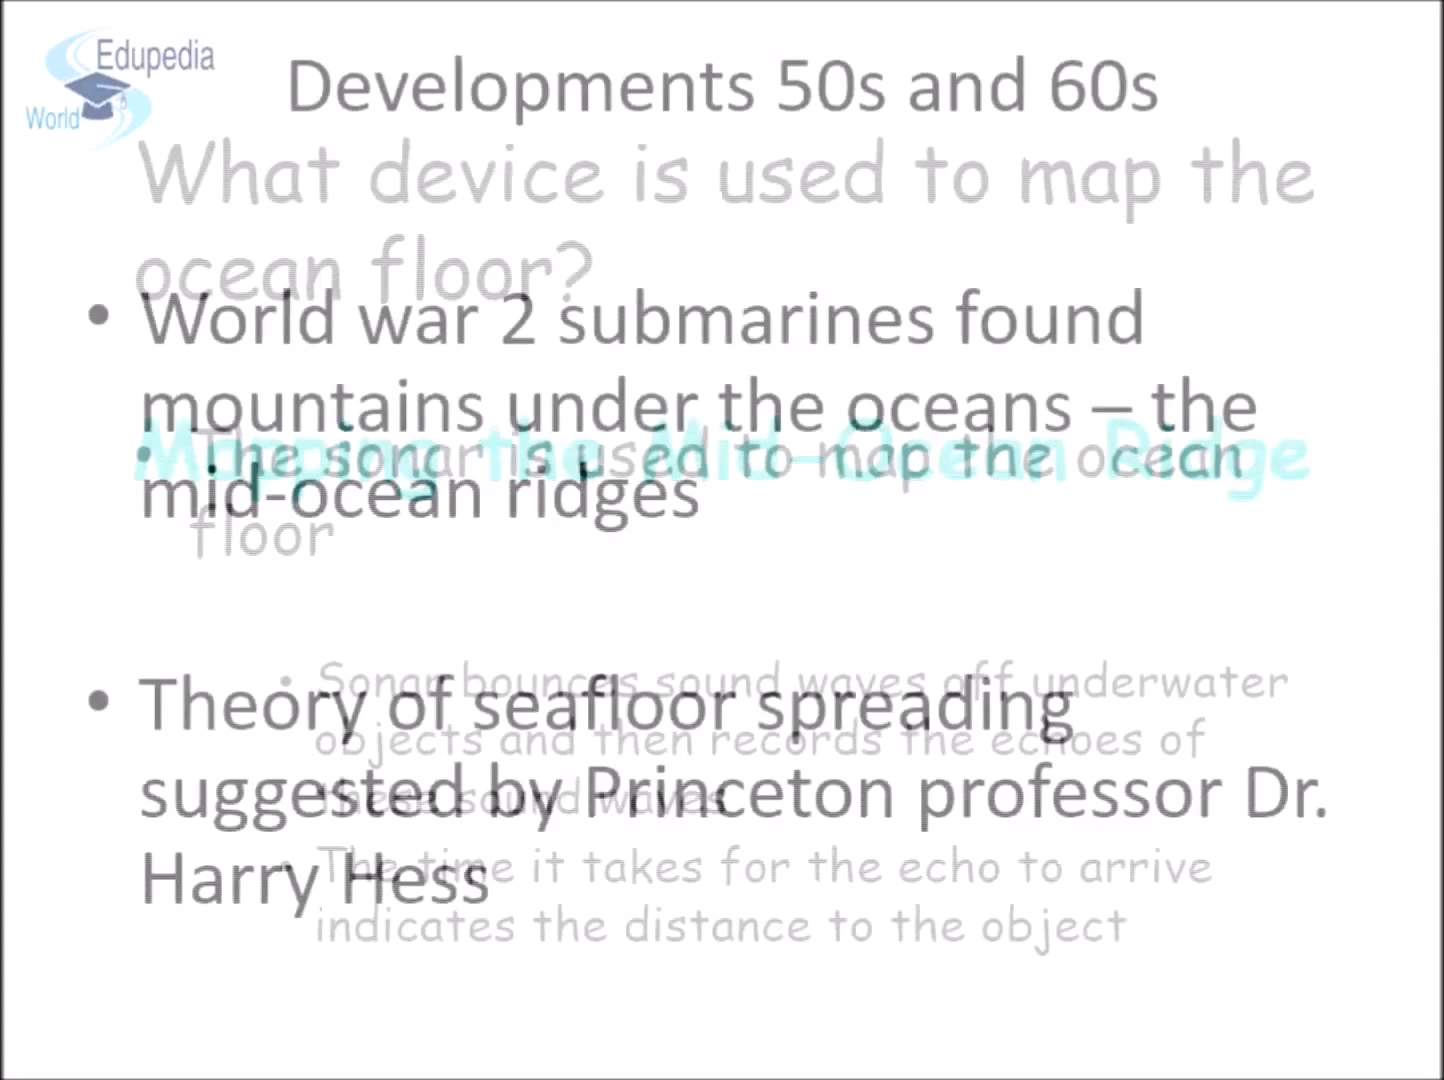 Edupedia
World
Developments 50s and 60s
What device is used to map the
ocean floor?
• World war 2 submarines found
mountains under the oceans – the
mid-ocean ridges
Mapping the Mid-Ocean Ridge
• The sonar is used to map the ocean
floor
• Theory of seafloor spreading
suggested by Princeton professor Dr.
Harry Hess
• Sonar bounces sound waves off underwater
objects and then records the echoes of
these sound waves
• The time it takes for the echo to arrive
indicates the distance to the object